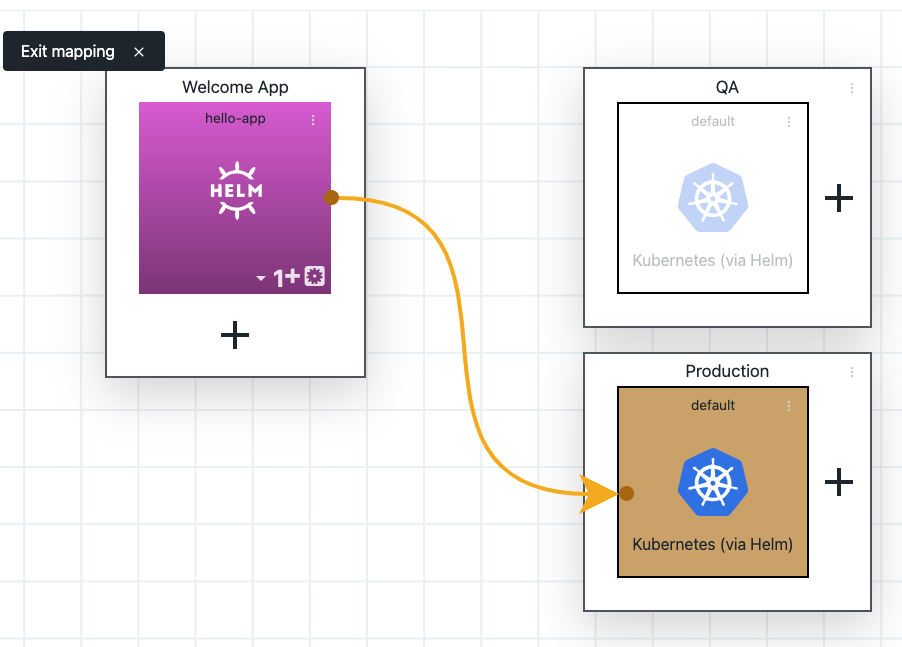 Exit mapping ×
Welcome App
hello-app
HELM
1+
QA
default
Kubernetes (via Helm)
Production
default
Kubernetes (via Helm)